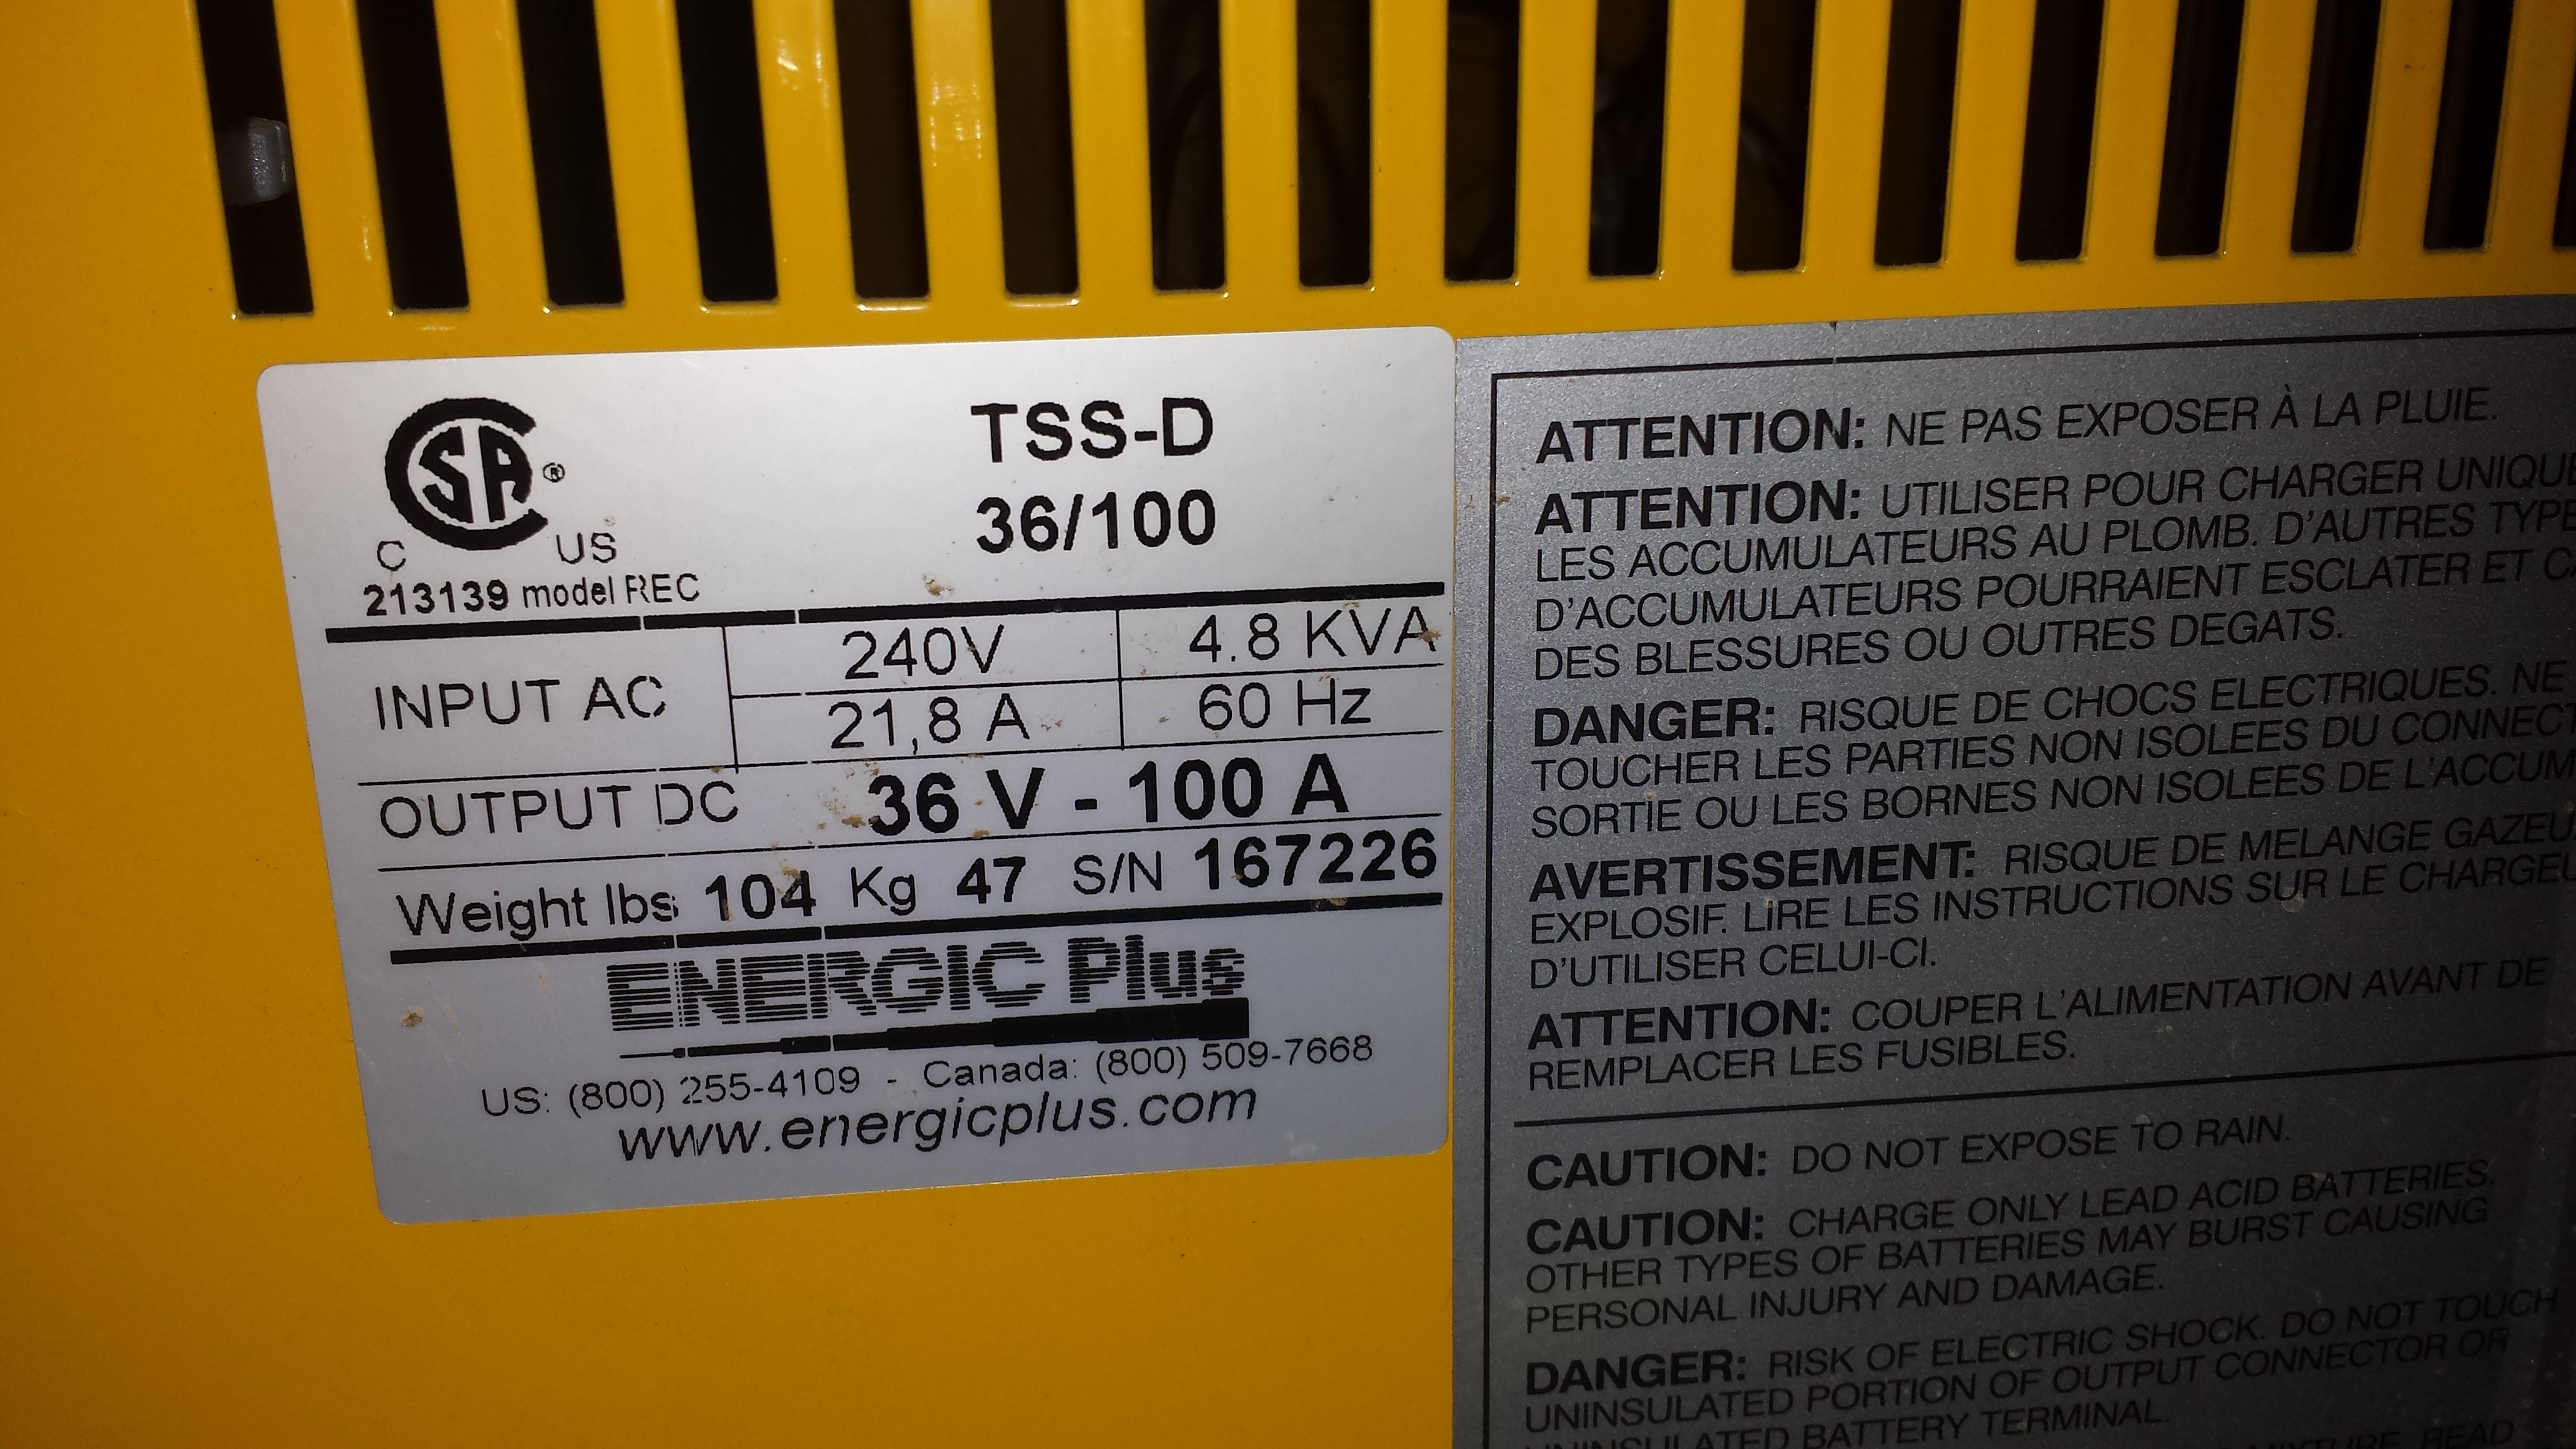 CSA®
C US
213139 model REC
TSS-D
36/100
INPUT AC 240V 4.8 KVA
21,8 A 60 Hz
OUTPUT DC 36 V - 100 A
Weight lbs 104 Kg 47 S/N 167226
ENERGIC Plus
US: (800) 255-4109 - Canada: (800) 509-7668
www.energicplus.com
ATTENTION: NE PAS EXPOSER À LA PLUIE.
ATTENTION: UTILISER POUR CHARGER
LES ACCUMULATEURS AU PLOMB. D'AUTRES
D'ACCUMULATEURS POURRAIENT ESCLATER ET
DES BLESSURES OU OUTRES DEGATS.
DANGER: RISQUE DE CHOCS ELECTRIQUES. NE
TOUCHER LES PARTIES NON ISOLEES DU
SORTIE OU LES BORNES NON ISOLEES DE
AVERTISSEMENT: RISQUE DE MELANGE
EXPLOSIF. LIRE LES INSTRUCTIONS SUR LE
D'UTILISER CELUI-CI.
ATTENTION: COUPER L'ALIMENTATION AVANT DE
REMPLACER LES FUSIBLES.
CAUTION: DO NOT EXPOSE TO RAIN.
CAUTION: CHARGE ONLY LEAD ACID BATTERIES.
OTHER TYPES OF BATTERIES MAY BURST CAUSING
PERSONAL INJURY AND DAMAGE.
DANGER: RISK OF ELECTRIC SHOCK. DO NOT TOUCH
UNINSULATED PORTION OF OUTPUT CONNECTOR OR
UNINSULATED BATTERY TERMINAL.
READ